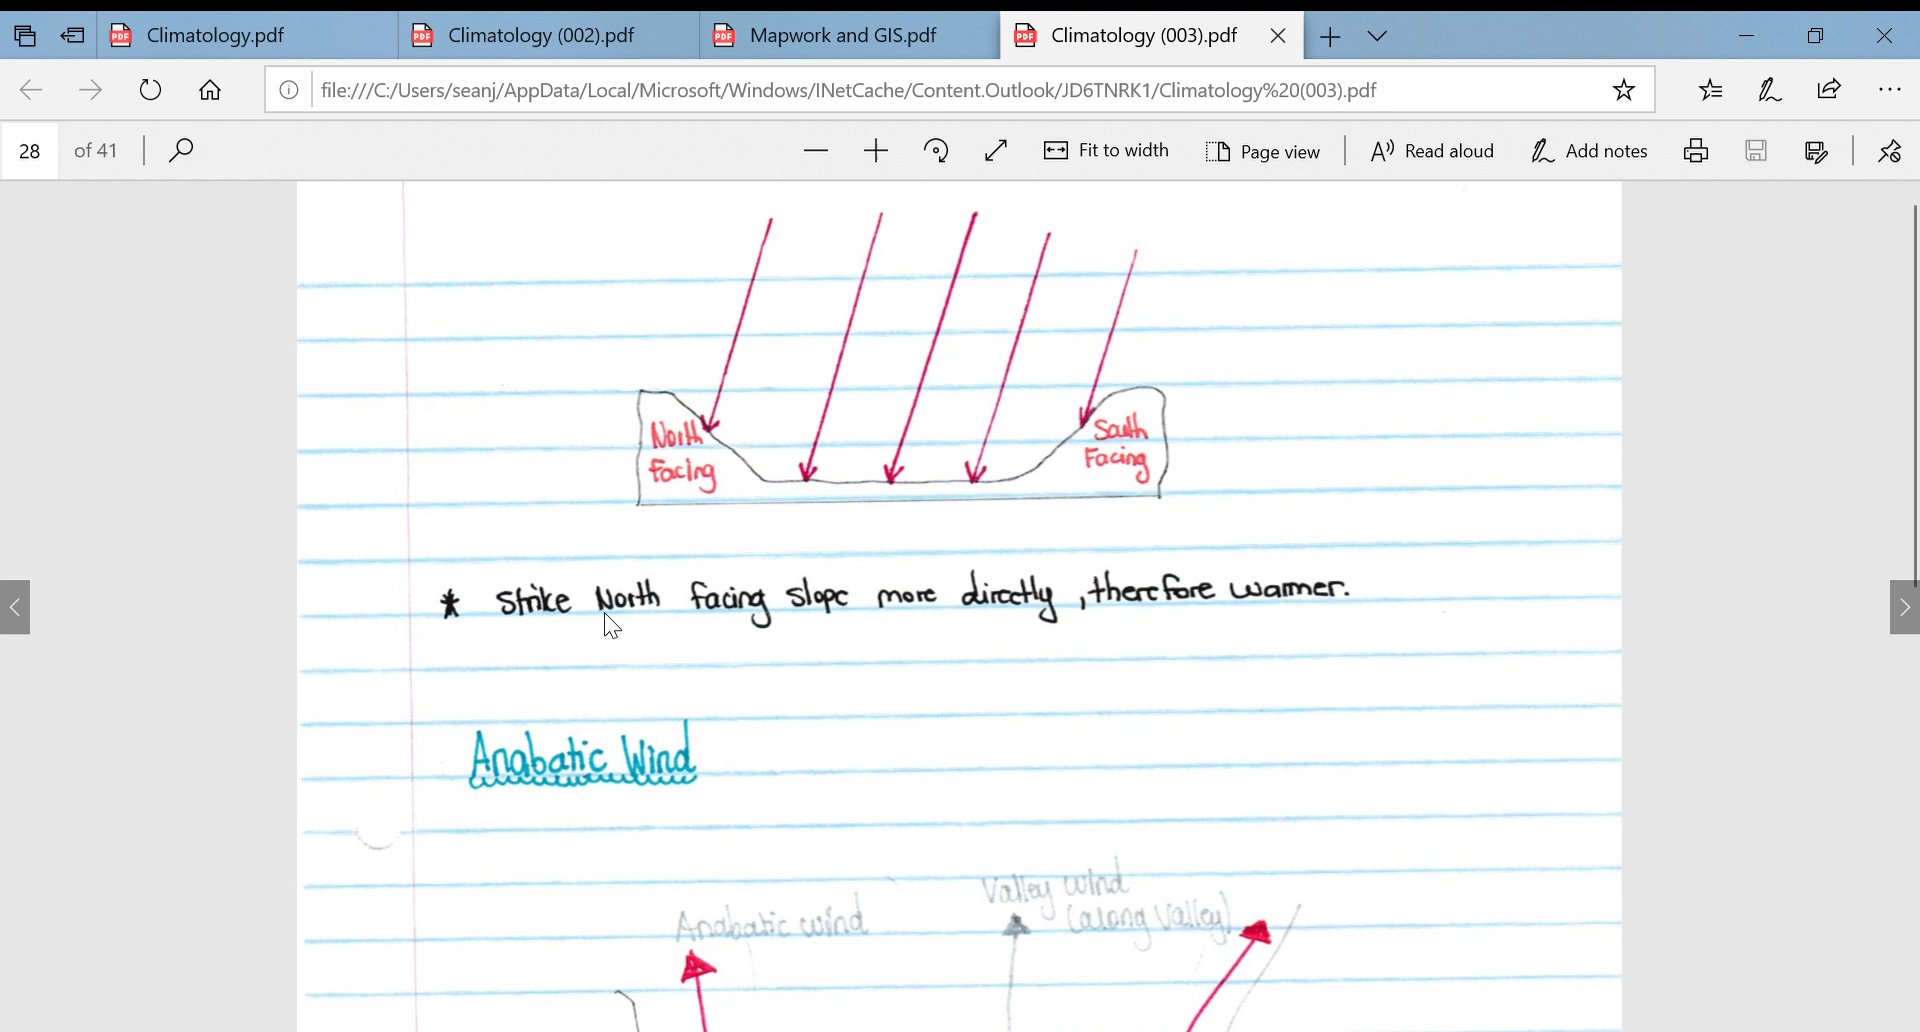 Climatology.pdf
Climatology (002).pdf
Mapwork and GIS.pdf
Climatology (003).pdf
file:///C:/Users/seanj/AppData/Local/Microsoft/Windows/INetCache/Content.Outlook/JD6TNRK1/Climatology%20(003).pdf
28 of 41
Fit to width
Page view
Read aloud
Add notes
North
Facing
South
Facing
* Strike North facing slope more directly, therefore warmer.
Anabatic Wind
Valley wind
Anabatic wind
(along Valley)